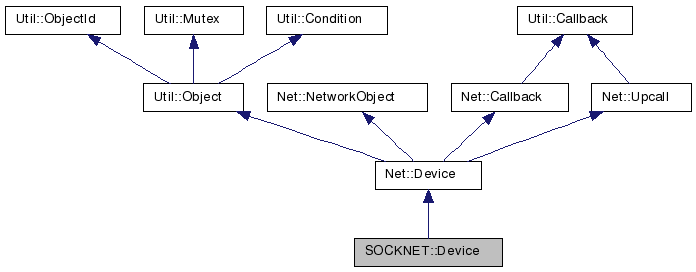 Util::ObjectId
Util::Mutex
Util::Condition
Util::Callback
Util::Object
Net::NetworkObject
Net::Callback
Net::Upcall
Net::Device
SOCKNET::Device